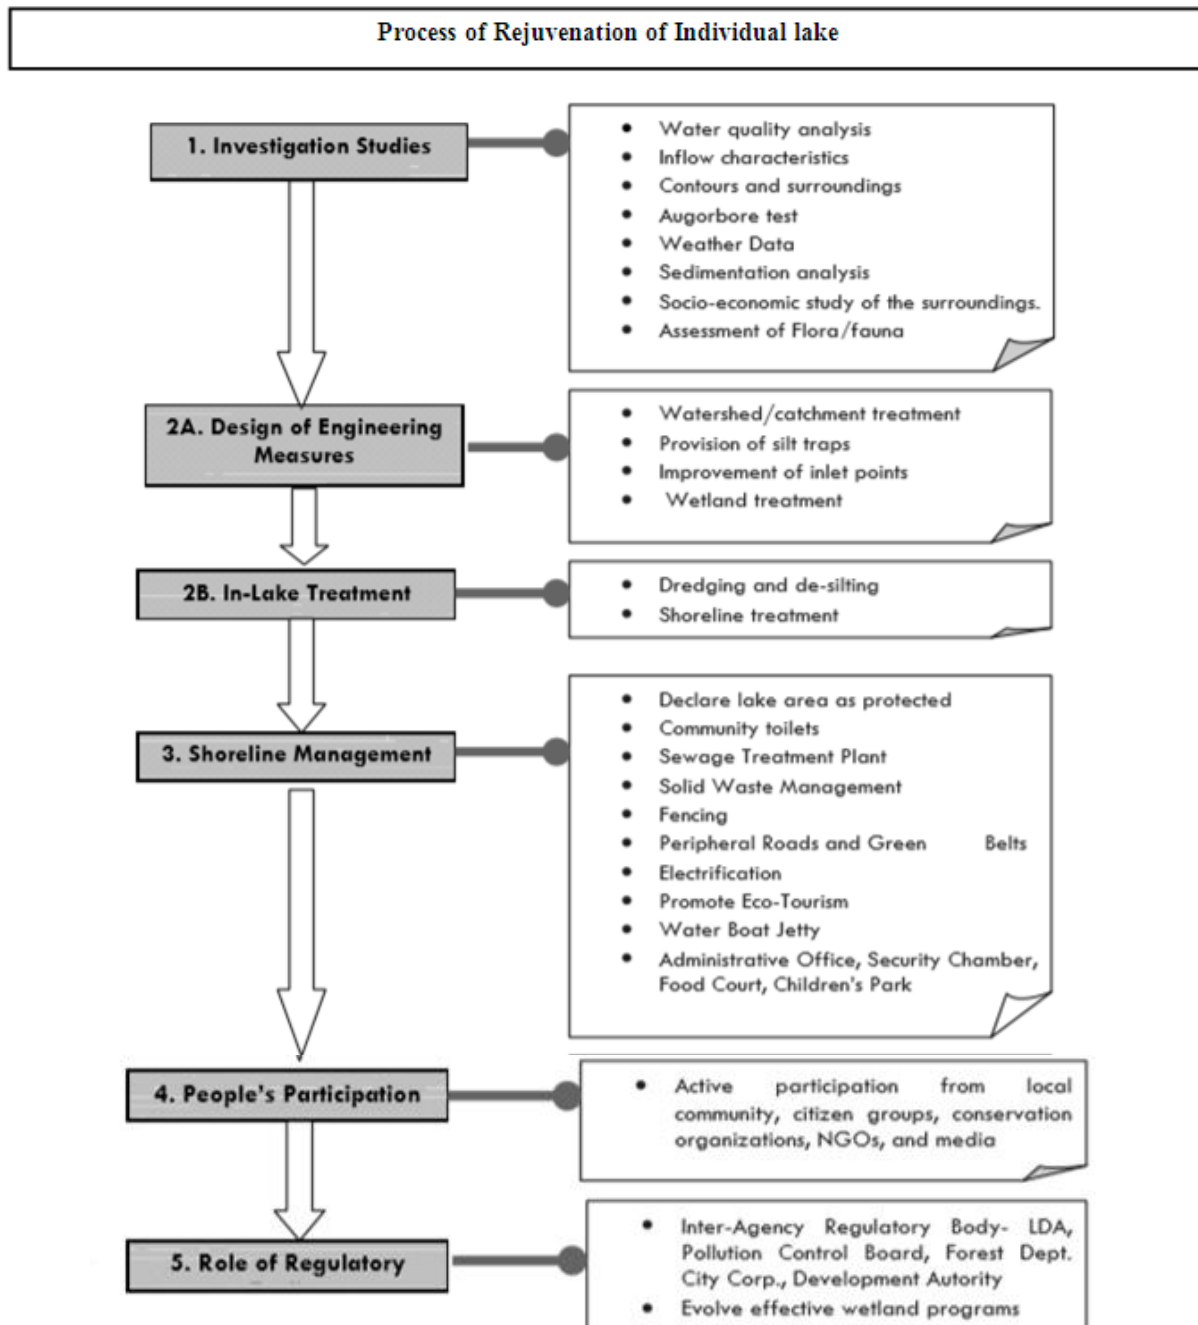 Process of Rejuvenation of Individual lake
1. Investigation Studies
• Water quality analysis
• Inflow characteristics
• Contours and surroundings
• Augorbore test
• Weather Data
• Sedimentation analysis
• Socio-economic study of the surroundings.
• Assessment of Flora/fauna
2A. Design of Engineering
Measures
• Watershed/catchment treatment
• Provision of silt traps
• Improvement of inlet points
• Wetland treatment
2B. In-Lake Treatment
• Dredging and de-silting
• Shoreline treatment
3. Shoreline Management
• Declare lake area as protected
• Community toilets
• Sewage Treatment Plant
• Solid Waste Management
• Fencing
• Peripheral Roads and Green Belts
• Electrification
• Promote Eco-Tourism
• Water Boat Jetty
• Administrative Office, Security Chamber,
Food Court, Children's Park
4. People's Participation
• Active participation from local
community, citizen groups, conservation
organizations, NGOs, and media
5. Role of Regulatory
• Inter-Agency Regulatory Body- LDA,
Pollution Control Board, Forest Dept.
City Corp., Development Autority
• Evolve effective wetland programs